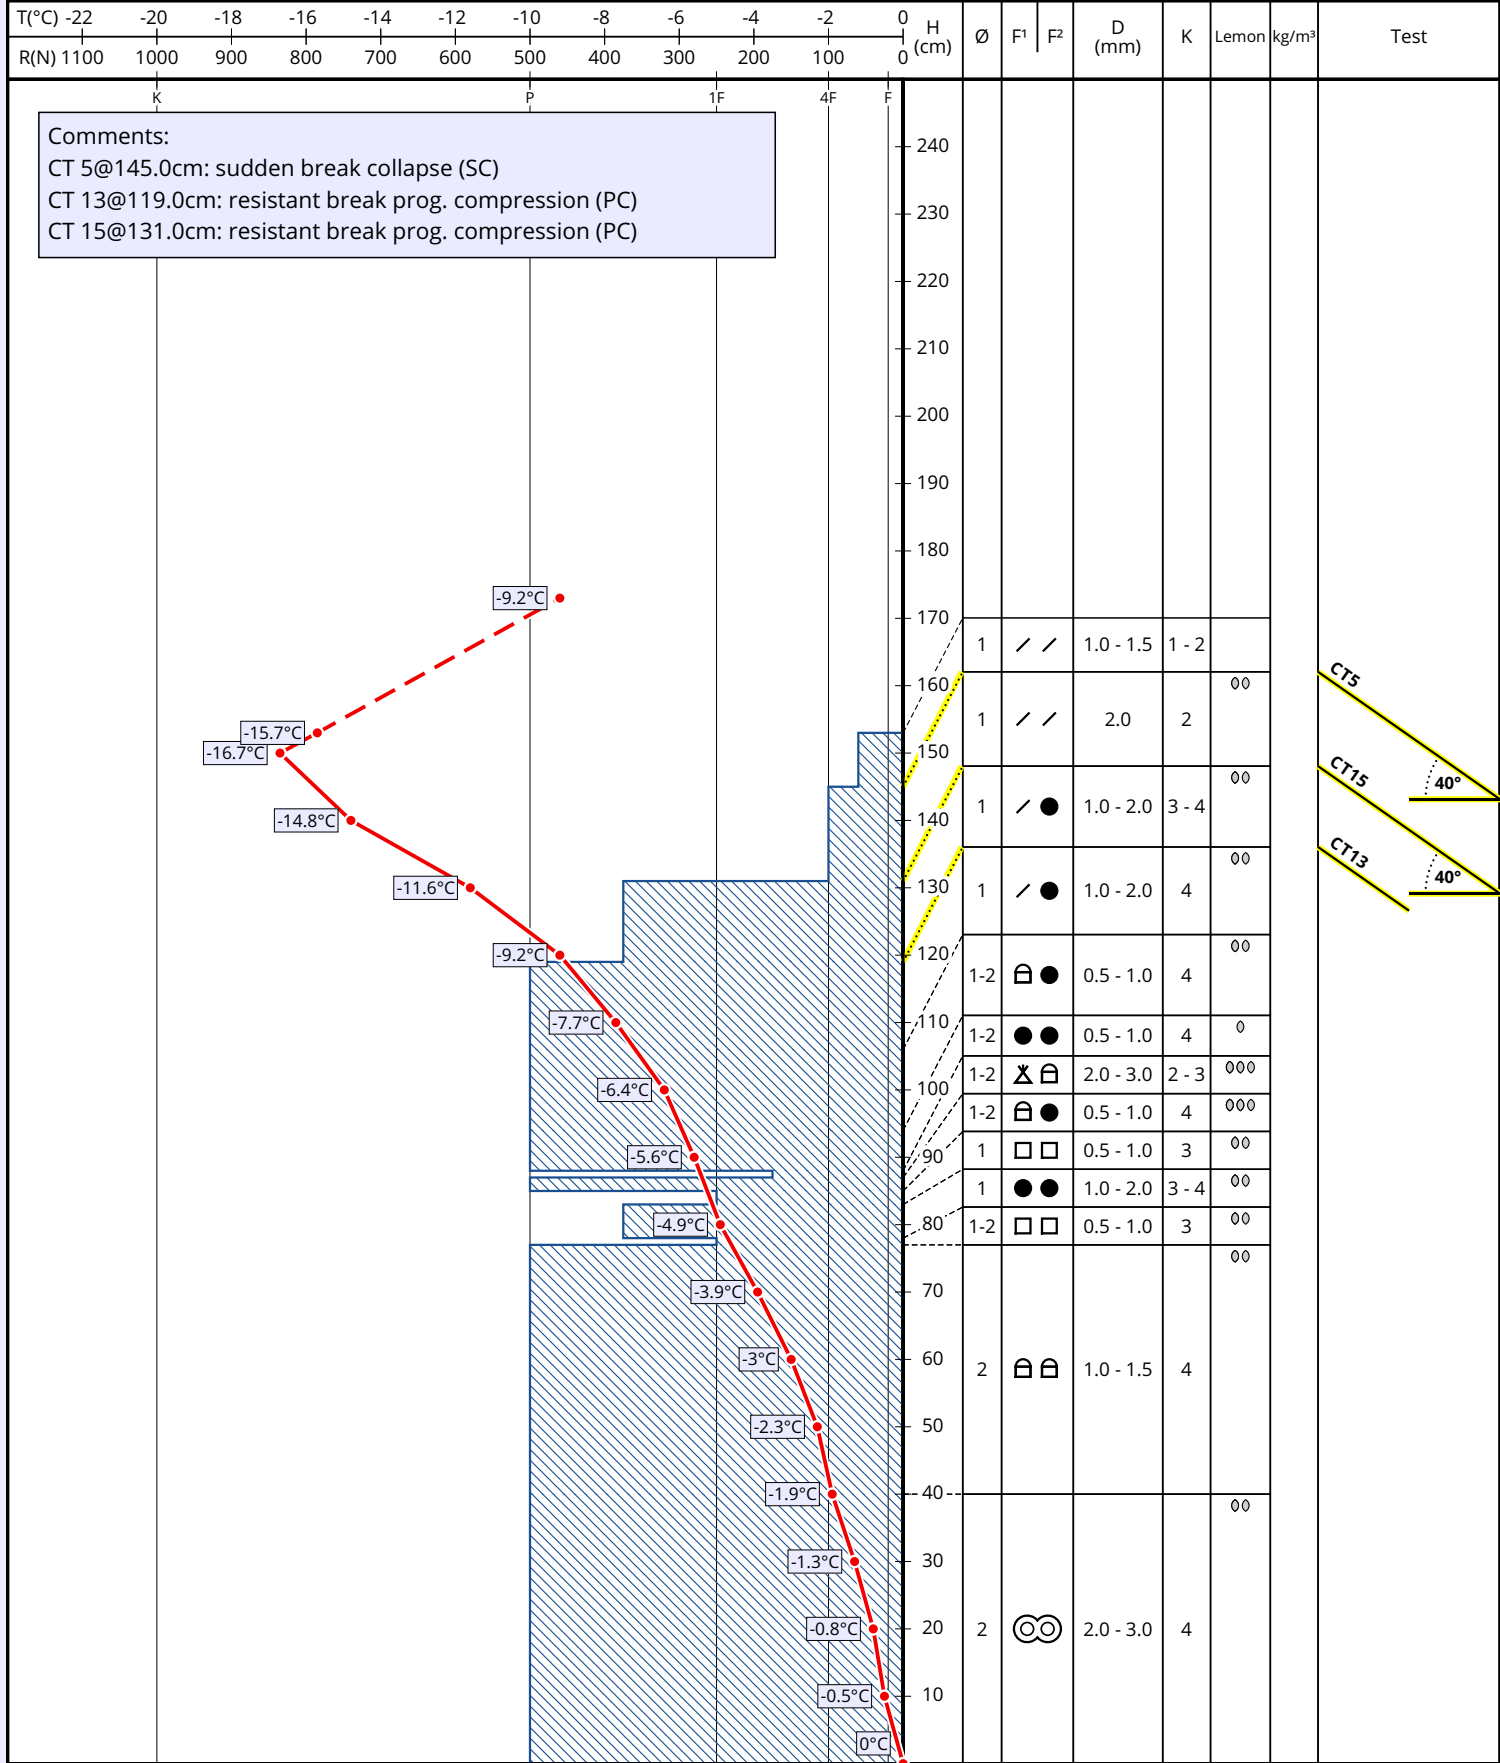 T(°C) -22 -20 -18 -16 -14 -12 -10 -8 -6 -4 -2 0
R(N) 1100 1000 900 800 700 600 500 400 300 200 100 0
H (cm) Ø F¹ F² D (mm) K Lemon kg/m³ Test
K P 1F 4F F
Comments:
CT 5@145.0cm: sudden break collapse (SC)
CT 13@119.0cm: resistant break prog. compression (PC)
CT 15@131.0cm: resistant break prog. compression (PC)
240
230
220
210
200
190
180
-9.2°C
170
1 1.0 - 1.5 1 - 2
160
CT5
1 2.0 2
-15.7°C
-16.7°C 150
CT15 40°
1 1.0 - 2.0 3 - 4
-14.8°C 140
CT13
-11.6°C 130
1 1.0 - 2.0 4
40°
-9.2°C 120
1-2 0.5 - 1.0 4
-7.7°C 110
1-2 0.5 - 1.0 4
1-2 2.0 - 3.0 2 - 3
-6.4°C 100
1-2 0.5 - 1.0 4
-5.6°C 90
1 0.5 - 1.0 3
1 1.0 - 2.0 3 - 4
-4.9°C 80
1-2 0.5 - 1.0 3
-3.9°C 70
-3°C 60
2 1.0 - 1.5 4
-2.3°C 50
-1.9°C 40
-1.3°C 30
-0.8°C 20
2 2.0 - 3.0 4
-0.5°C 10
0°C